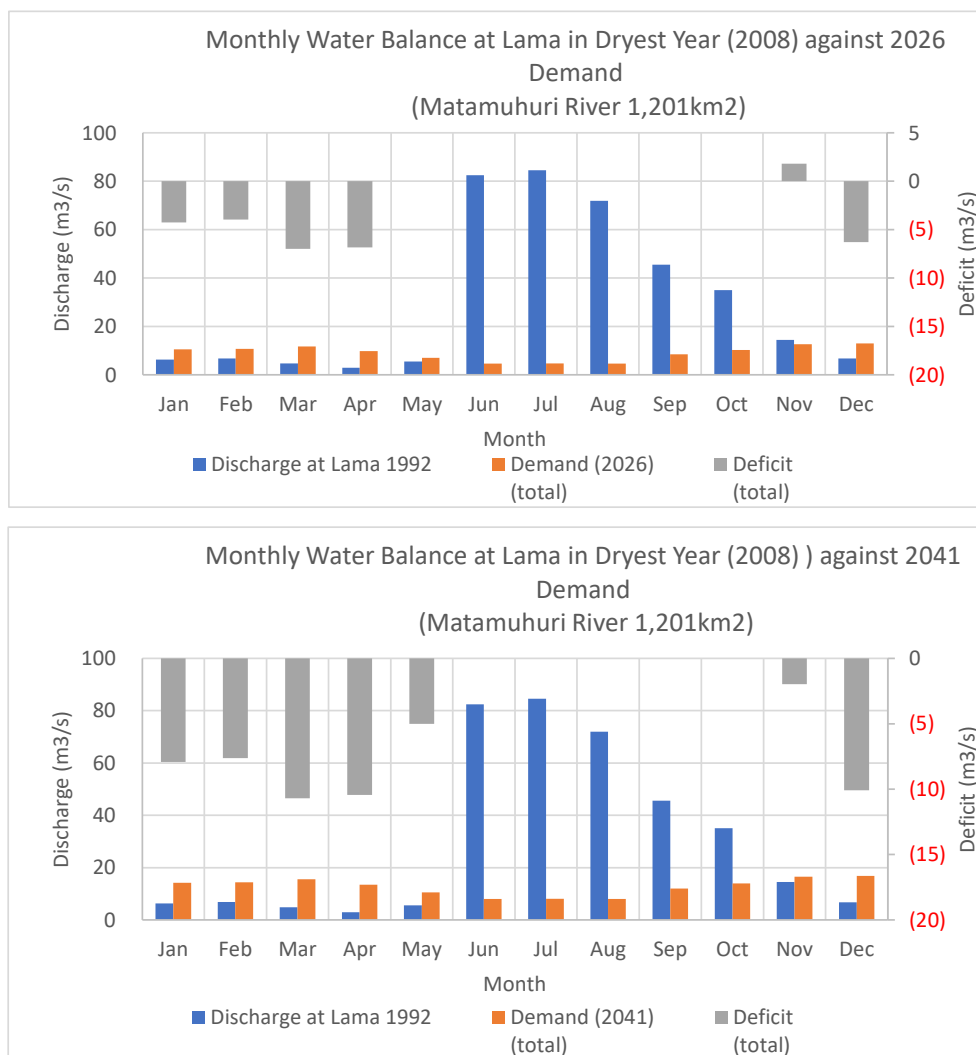 Monthly Water Balance at Lama in Dryest Year (2008) against 2026
Demand
(Matamuhuri River 1,201km2)
100
80
60
40
20
0
Discharge (m3/s)
5
0
(5)
(10)
(15)
(20)
Deficit (m3/s)
Jan Feb Mar Apr May Jun Jul Aug Sep Oct Nov Dec
Month
Discharge at Lama 1992 Demand (2026) Deficit
(total) (total)
Monthly Water Balance at Lama in Dryest Year (2008) ) against 2041
Demand
(Matamuhuri River 1,201km2)
100
80
60
40
20
0
Discharge (m3/s)
0
(5)
(10)
(15)
(20)
Deficit (m3/s)
Jan Feb Mar Apr May Jun Jul Aug Sep Oct Nov Dec
Month
Discharge at Lama 1992 Demand (2041) Deficit
(total) (total)